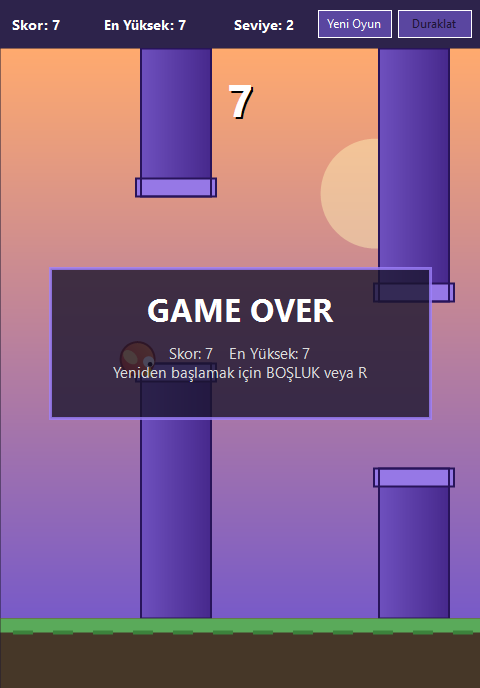 Skor: 7 En Yüksek: 7 Seviye: 2 Yeni Oyun Duraklat
7
GAME OVER
Skor: 7 En Yüksek: 7
Yeniden başlamak için BOŞLUK veya R